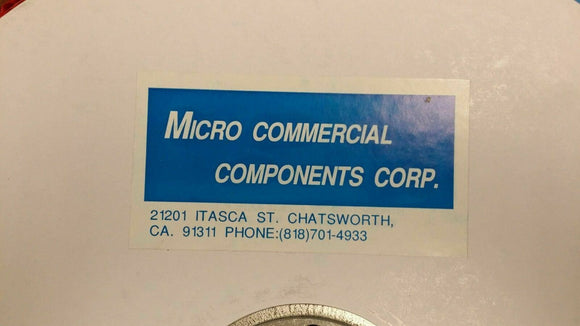 MICRO COMMERCIAL
COMPONENTS CORP.
21201 ITASCA ST. CHATSWORTH,
CA. 91311 PHONE:(818)701-4933